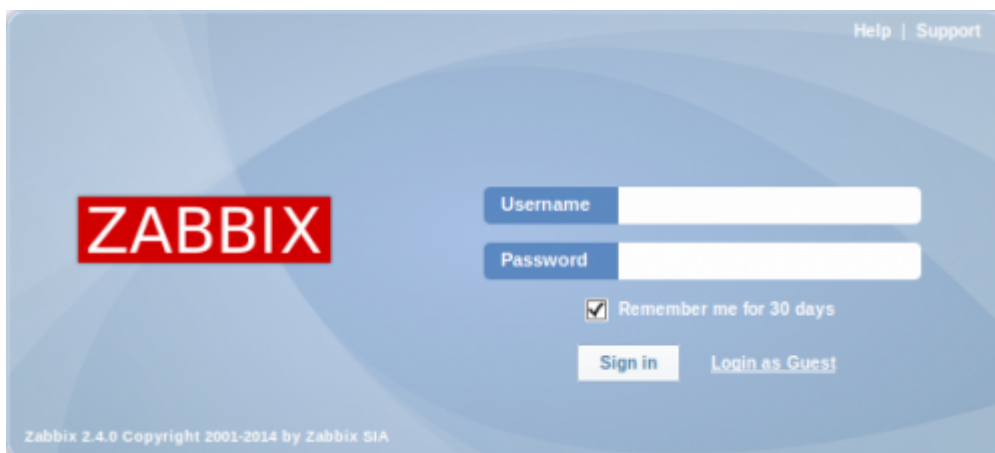 Help | Support
ZABBIX
Username
Password
Remember me for 30 days
Sign in Login as Guest
Zabbix 2.4.0 Copyright 2001-2014 by Zabbix SIA